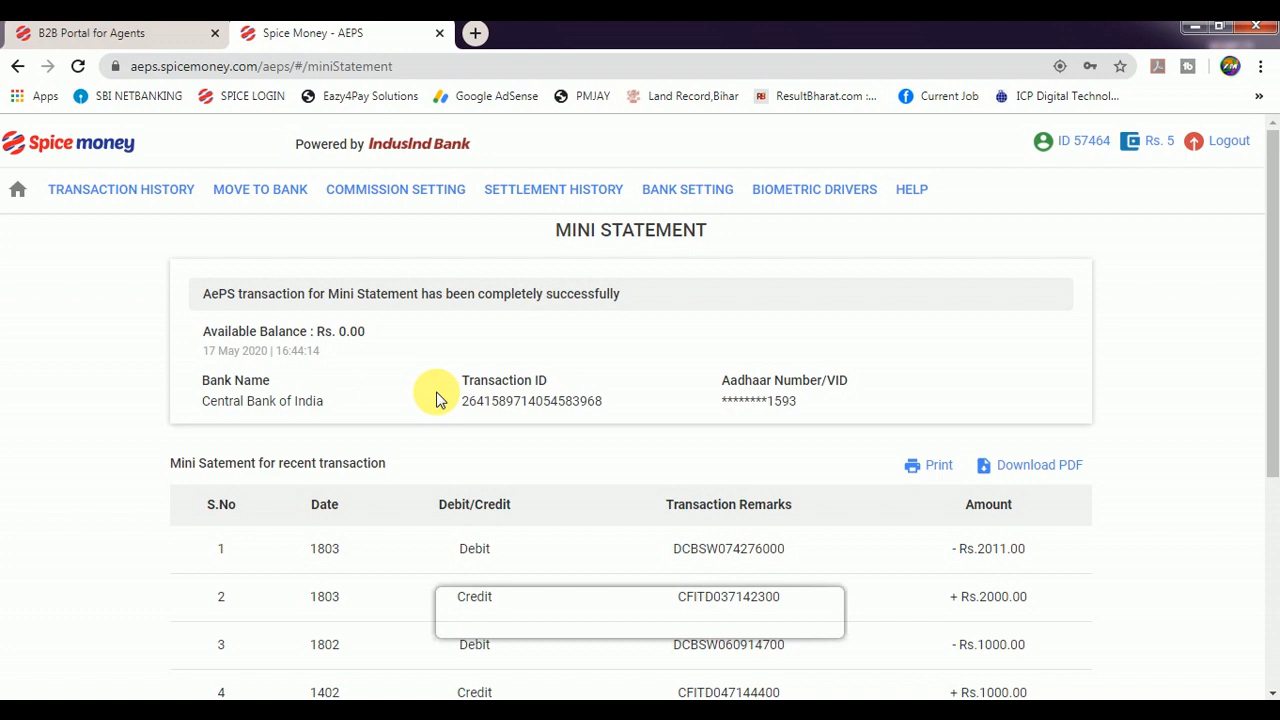 B2B Portal for Agents
Spice Money - AEPS
aeps.spicemoney.com/aeps/#/miniStatement
Apps SBI NETBANKING SPICE LOGIN Eazy4Pay Solutions Google AdSense PMJAY Land Record,Bihar ResultBharat.com :... Current Job ICP Digital Technol... »
Spice money Powered by IndusInd Bank ID 57464 Rs. 5 Logout
TRANSACTION HISTORY MOVE TO BANK COMMISSION SETTING SETTLEMENT HISTORY BANK SETTING BIOMETRIC DRIVERS HELP
MINI STATEMENT
AePS transaction for Mini Statement has been completely successfully
Available Balance : Rs. 0.00
17 May 2020 | 16:44:14
Bank Name Transaction ID Aadhaar Number/VID
Central Bank of India 2641589714054583968 ********1593
Mini Satement for recent transaction Print Download PDF
S.No Date Debit/Credit Transaction Remarks Amount
1 1803 Debit DCBSW074276000 - Rs.2011.00
2 1803 Credit CFITD037142300 + Rs.2000.00
3 1802 Debit DCBSW060914700 - Rs.1000.00
4 1402 Credit CFITD047144400 + Rs.1000.00